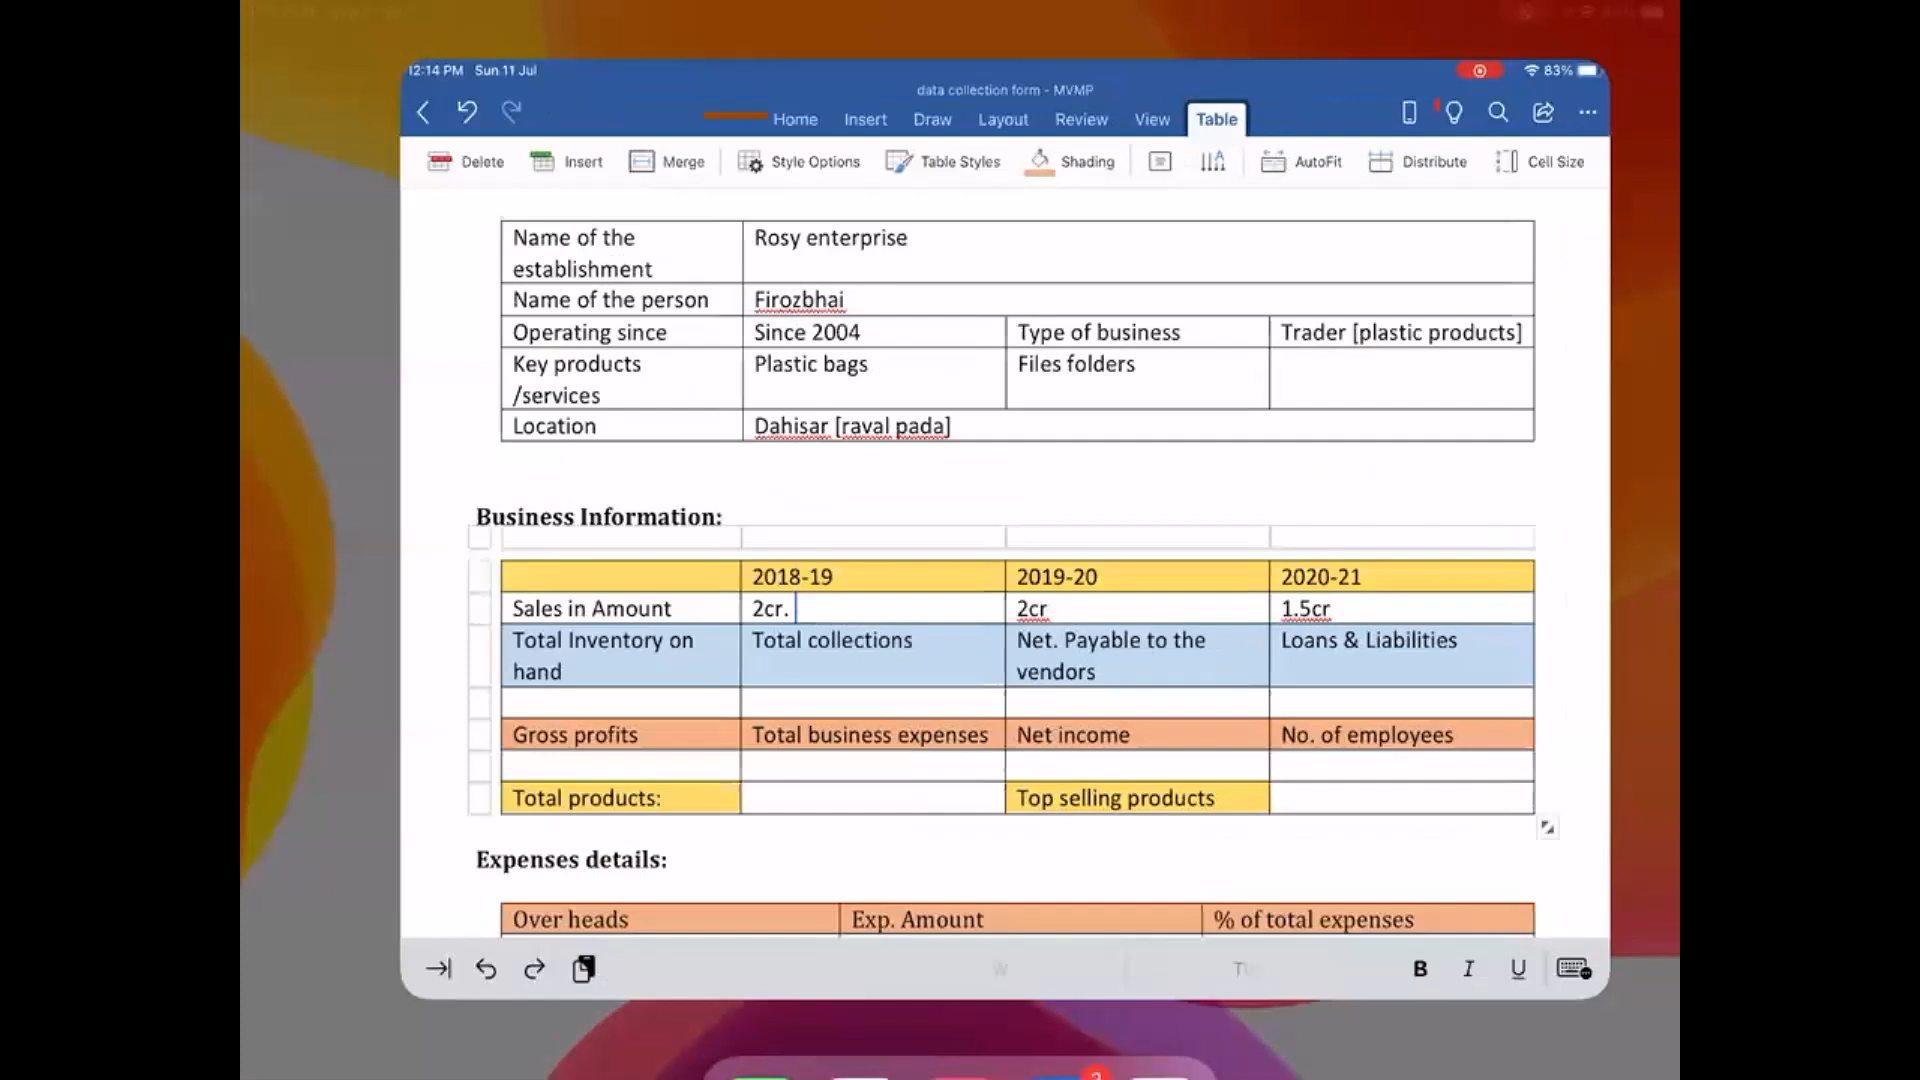 12:14 PM Sun 11 Jul
83%
data collection form - MVMP
Home Insert Draw Layout Review View Table
Delete Insert Merge Style Options Table Styles Shading AutoFit Distribute Cell Size
Name of the establishment Rosy enterprise
Name of the person Firozbhai
Operating since Since 2004 Type of business Trader [plastic products]
Key products /services Plastic bags Files folders
Location Dahisar [raval pada]
Business Information:
2018-19 2019-20 2020-21
Sales in Amount 2cr. 2cr 1.5cr
Total Inventory on hand Total collections Net. Payable to the vendors Loans & Liabilities
Gross profits Total business expenses Net income No. of employees
Total products: Top selling products
Expenses details:
Over heads Exp. Amount % of total expenses
B I U